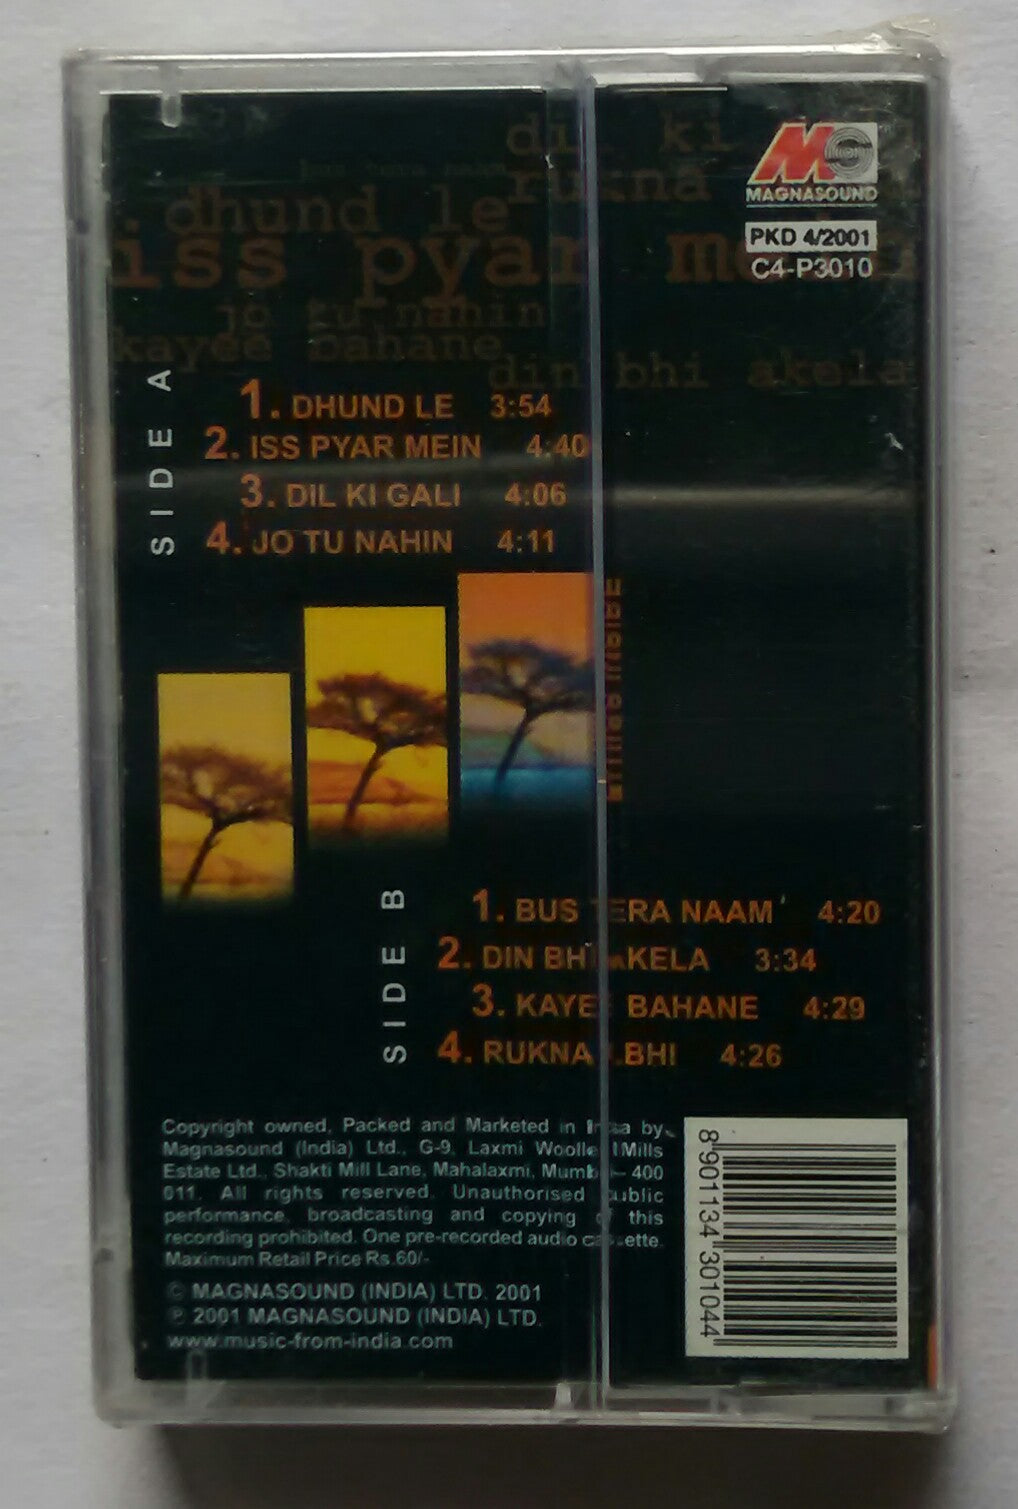 dil ki
bus tera naam
rukna
dhund le
iss pyar
jo tu nahin
kayee bahane
din bhi akela
MAGNASOUND
PKD 4/2001
C4-P3010
SIDE A
1. DHUND LE 3:54
2. ISS PYAR MEIN 4:40
3. DIL KI GALI 4:06
4. JO TU NAHIN 4:11
SIDE B
1. BUS TERA NAAM 4:20
2. DIN BHI AKELA 3:34
3. KAYEE BAHANE 4:29
4. RUKNA BHI 4:26
Copyright owned, Packed and Marketed in India by
Magnasound (India) Ltd., G-9, Laxmi Woollen Mills
Estate Ltd., Shakti Mill Lane, Mahalaxmi, Mumbai – 400
011. All rights reserved. Unauthorised public
performance, broadcasting and copying of this
recording prohibited. One pre-recorded audio cassette.
Maximum Retail Price Rs.60/-
© MAGNASOUND (INDIA) LTD. 2001
℗ 2001 MAGNASOUND (INDIA) LTD.
www.music-from-india.com
8 901134 301044